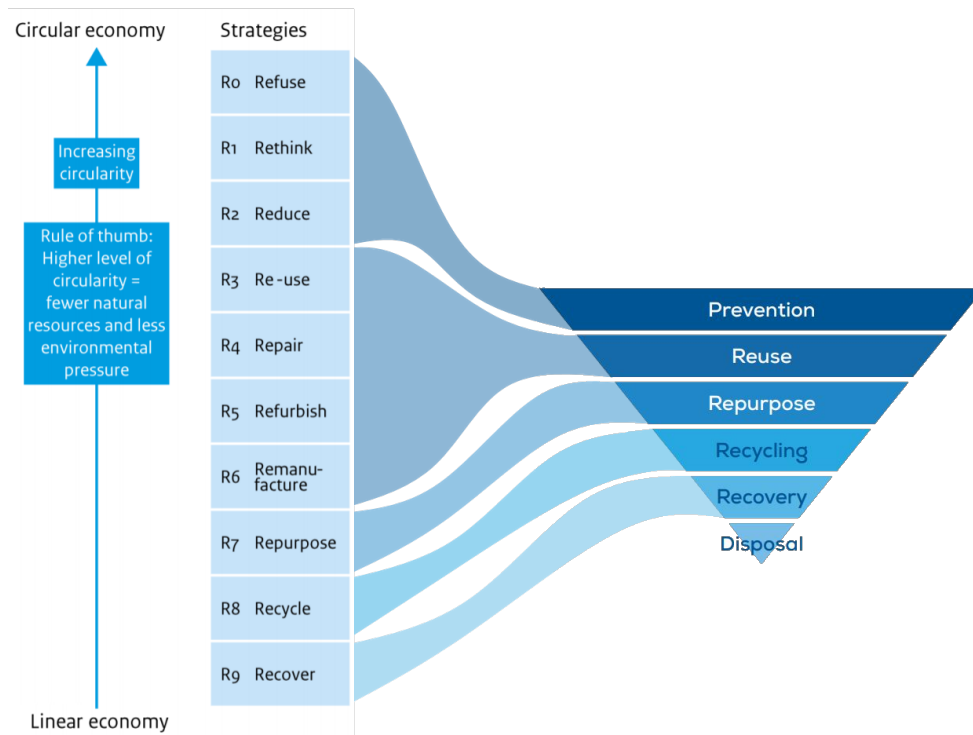 Circular economy
Increasing
circularity
Rule of thumb:
Higher level of
circularity =
fewer natural
resources and less
environmental
pressure
Linear economy
Strategies
R0 Refuse
R1 Rethink
R2 Reduce
R3 Re-use
R4 Repair
R5 Refurbish
R6 Remanu-
facture
R7 Repurpose
R8 Recycle
R9 Recover
Prevention
Reuse
Repurpose
Recycling
Recovery
Disposal